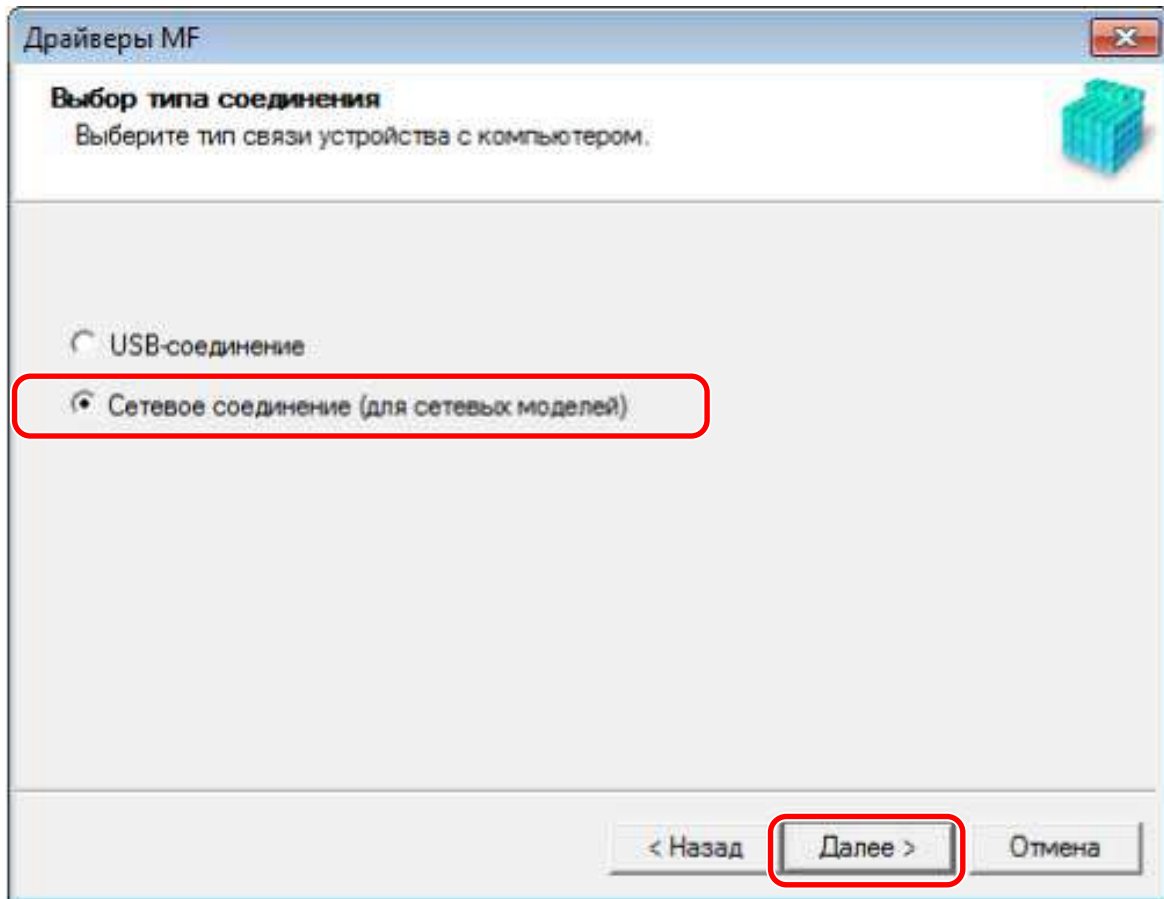 Драйверы MF
Выбор типа соединения
Выберите тип связи устройства с компьютером.
USB-соединение
Сетевое соединение (для сетевых моделей)
< Назад
Далее >
Отмена